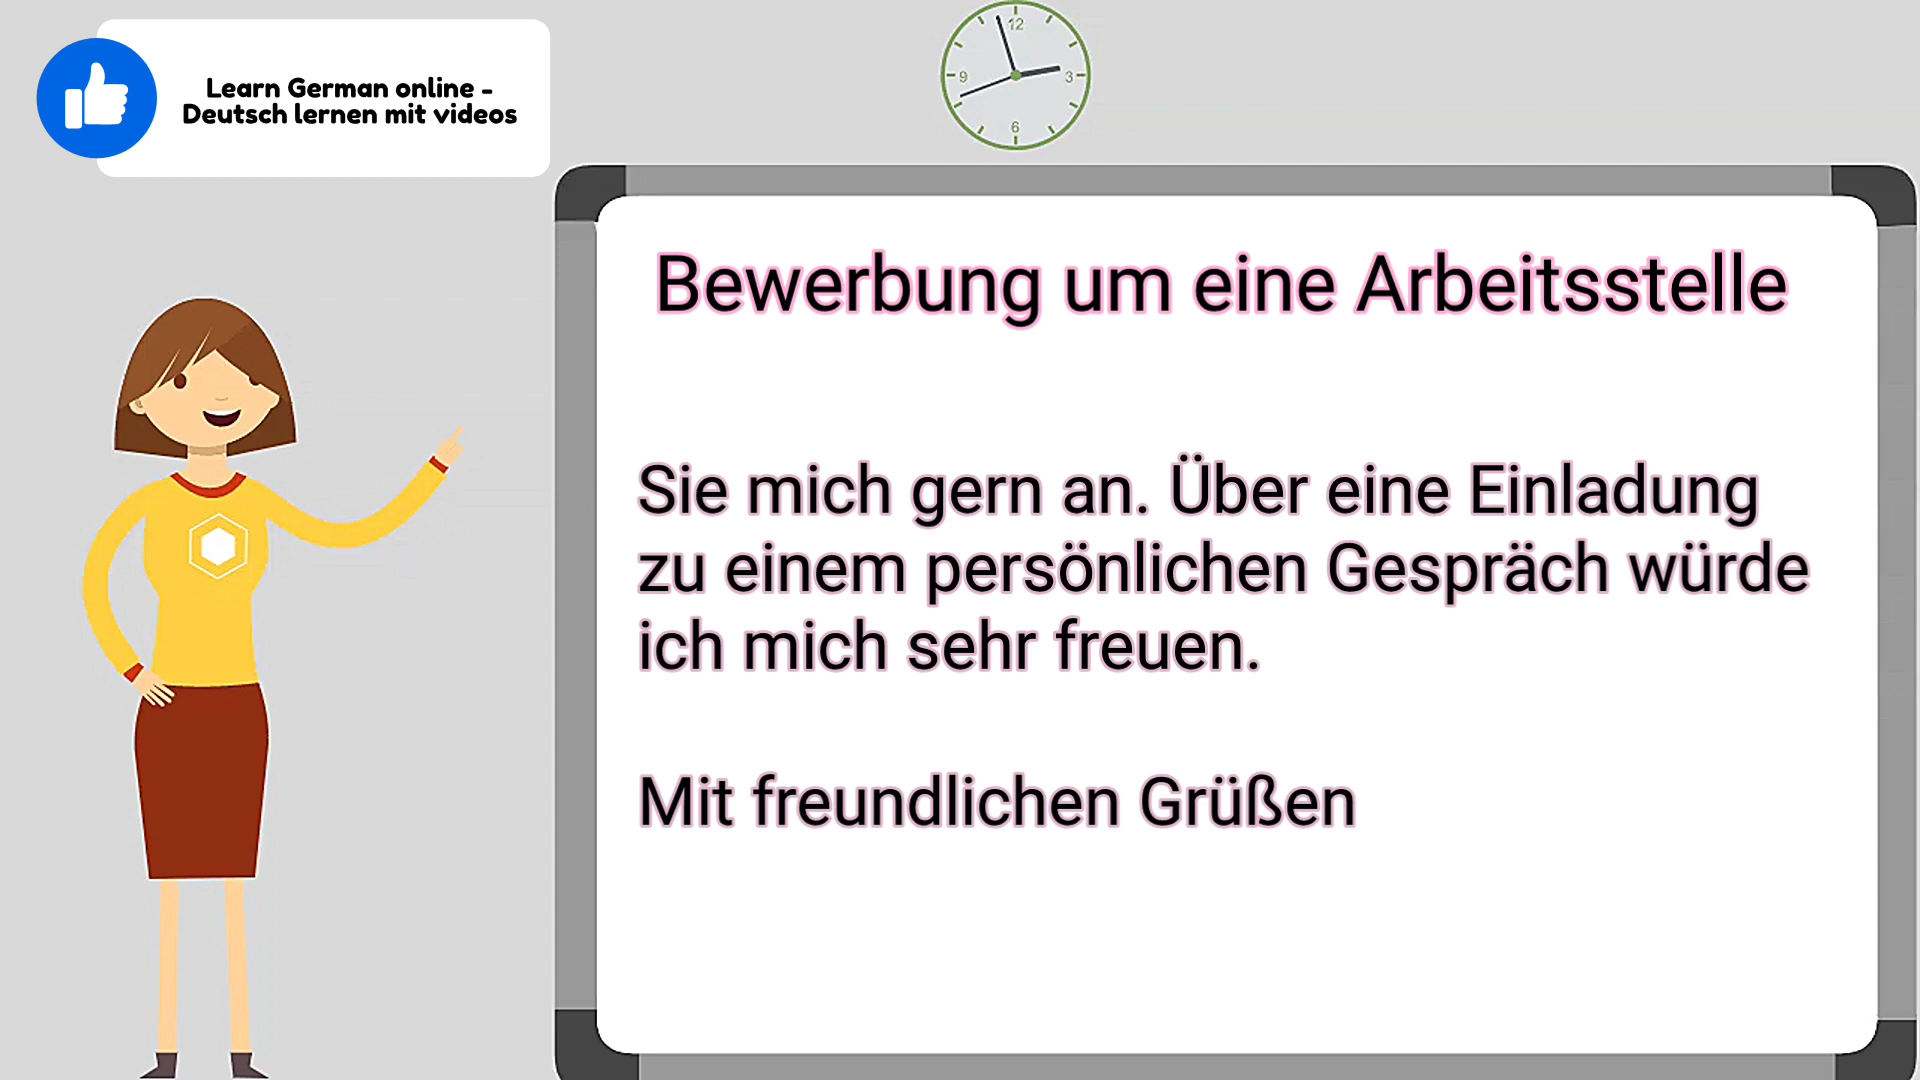 Learn German online -
Deutsch lernen mit videos
12
9
3
6
Bewerbung um eine Arbeitsstelle
Sie mich gern an. Über eine Einladung
zu einem persönlichen Gespräch würde
ich mich sehr freuen.
Mit freundlichen Grüßen